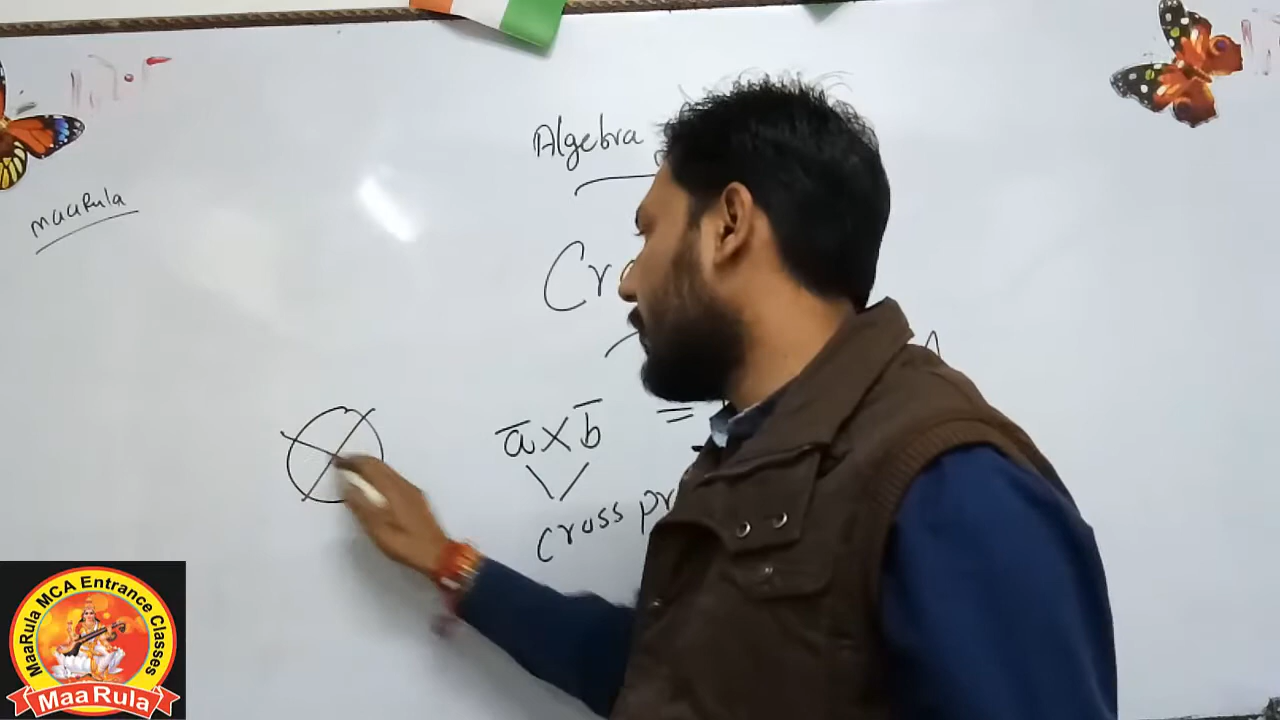 Algebra
maaRula
Cr
a̅ × b̅ =
cross pr
MaaRula MCA Entrance Classes
MaaRula